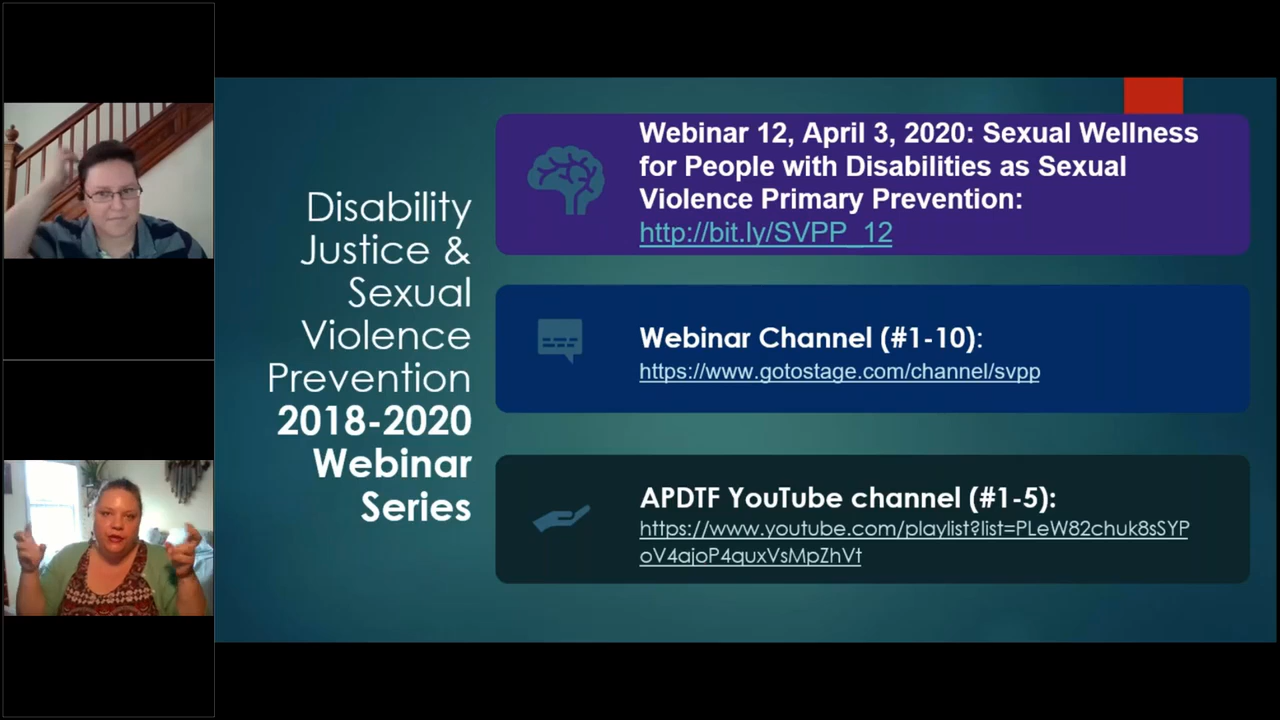 Disability
Justice &
Sexual
Violence
Prevention
2018-2020
Webinar
Series
Webinar 12, April 3, 2020: Sexual Wellness
for People with Disabilities as Sexual
Violence Primary Prevention:
http://bit.ly/SVPP_12
Webinar Channel (#1-10):
https://www.gotostage.com/channel/svpp
APDTF YouTube channel (#1-5):
https://www.youtube.com/playlist?list=PLeW82chuk8sSYP
oV4ajoP4quxVsMpZhVt